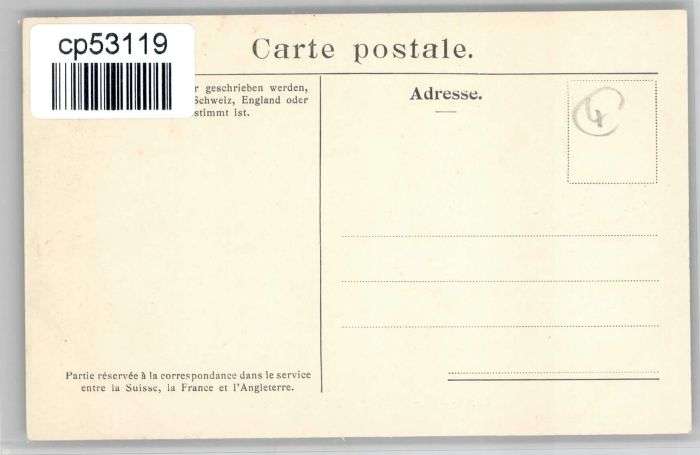 cp53119
Carte postale.
geschrieben werden,
Schweiz, England oder
stimmt ist.
Adresse.
4
Partie réservée à la correspondance dans le service
entre la Suisse, la France et l'Angleterre.